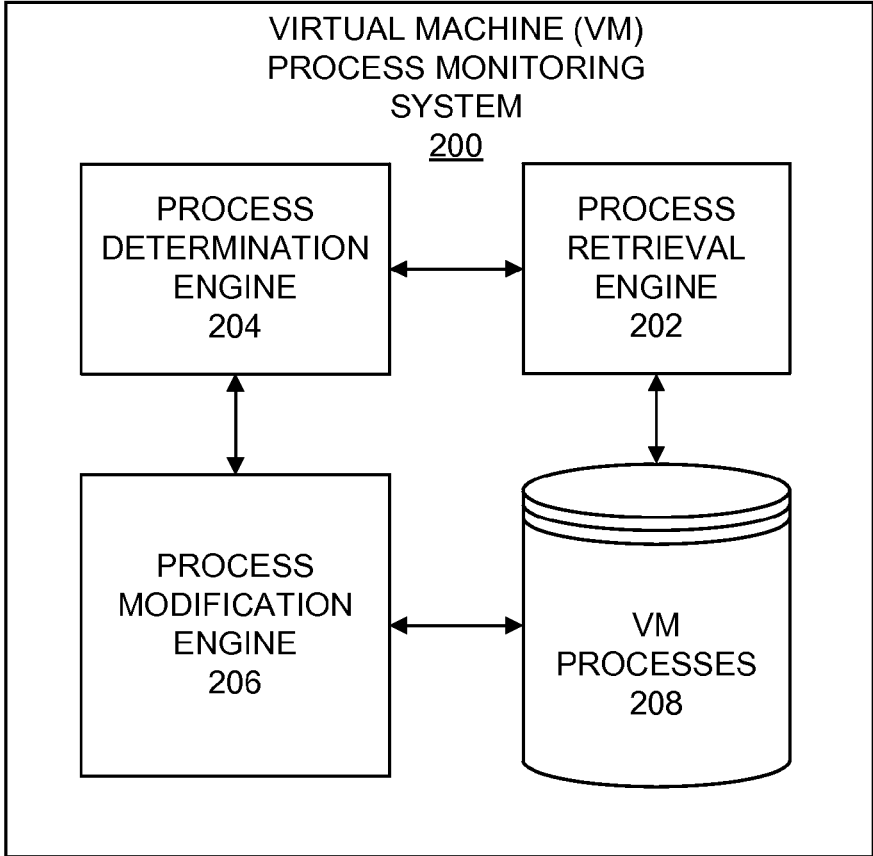 VIRTUAL MACHINE (VM)
PROCESS MONITORING
SYSTEM
200
PROCESS
DETERMINATION
ENGINE
204
PROCESS
RETRIEVAL
ENGINE
202
PROCESS
MODIFICATION
ENGINE
206
VM
PROCESSES
208